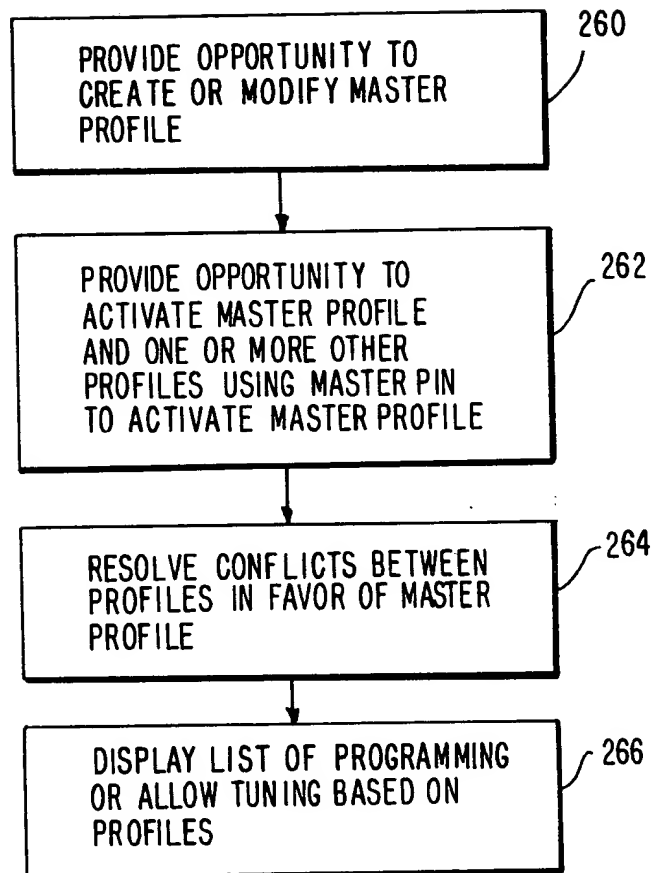 260
PROVIDE OPPORTUNITY TO
CREATE OR MODIFY MASTER
PROFILE
262
PROVIDE OPPORTUNITY TO
ACTIVATE MASTER PROFILE
AND ONE OR MORE OTHER
PROFILES USING MASTER PIN
TO ACTIVATE MASTER PROFILE
264
RESOLVE CONFLICTS BETWEEN
PROFILES IN FAVOR OF MASTER
PROFILE
266
DISPLAY LIST OF PROGRAMMING
OR ALLOW TUNING BASED ON
PROFILES